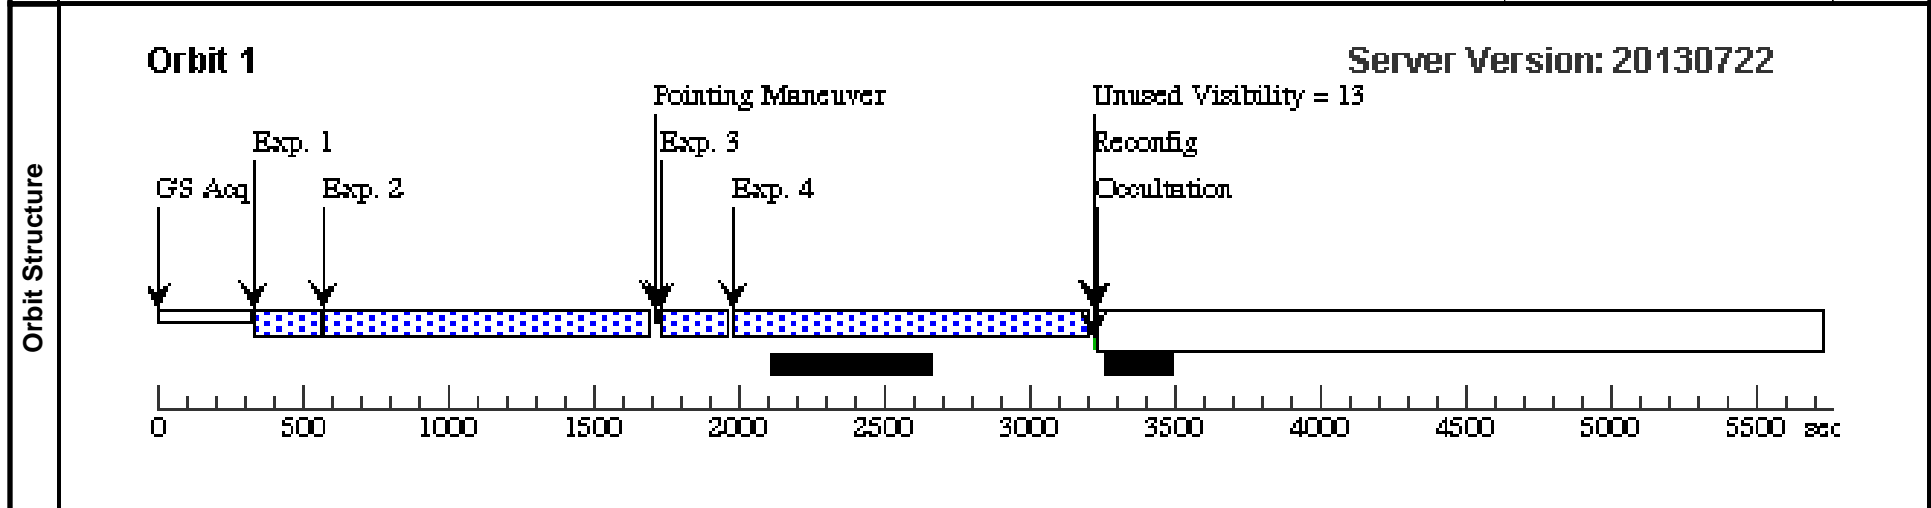 Orbit Structure
Orbit 1
Server Version: 20130722
Pointing Maneuver
Unused Visibility = 13
Exp. 1
Exp. 3
Reconfig
GS Acq
Exp. 2
Exp. 4
Occultation
0 500 1000 1500 2000 2500 3000 3500 4000 4500 5000 5500 sec